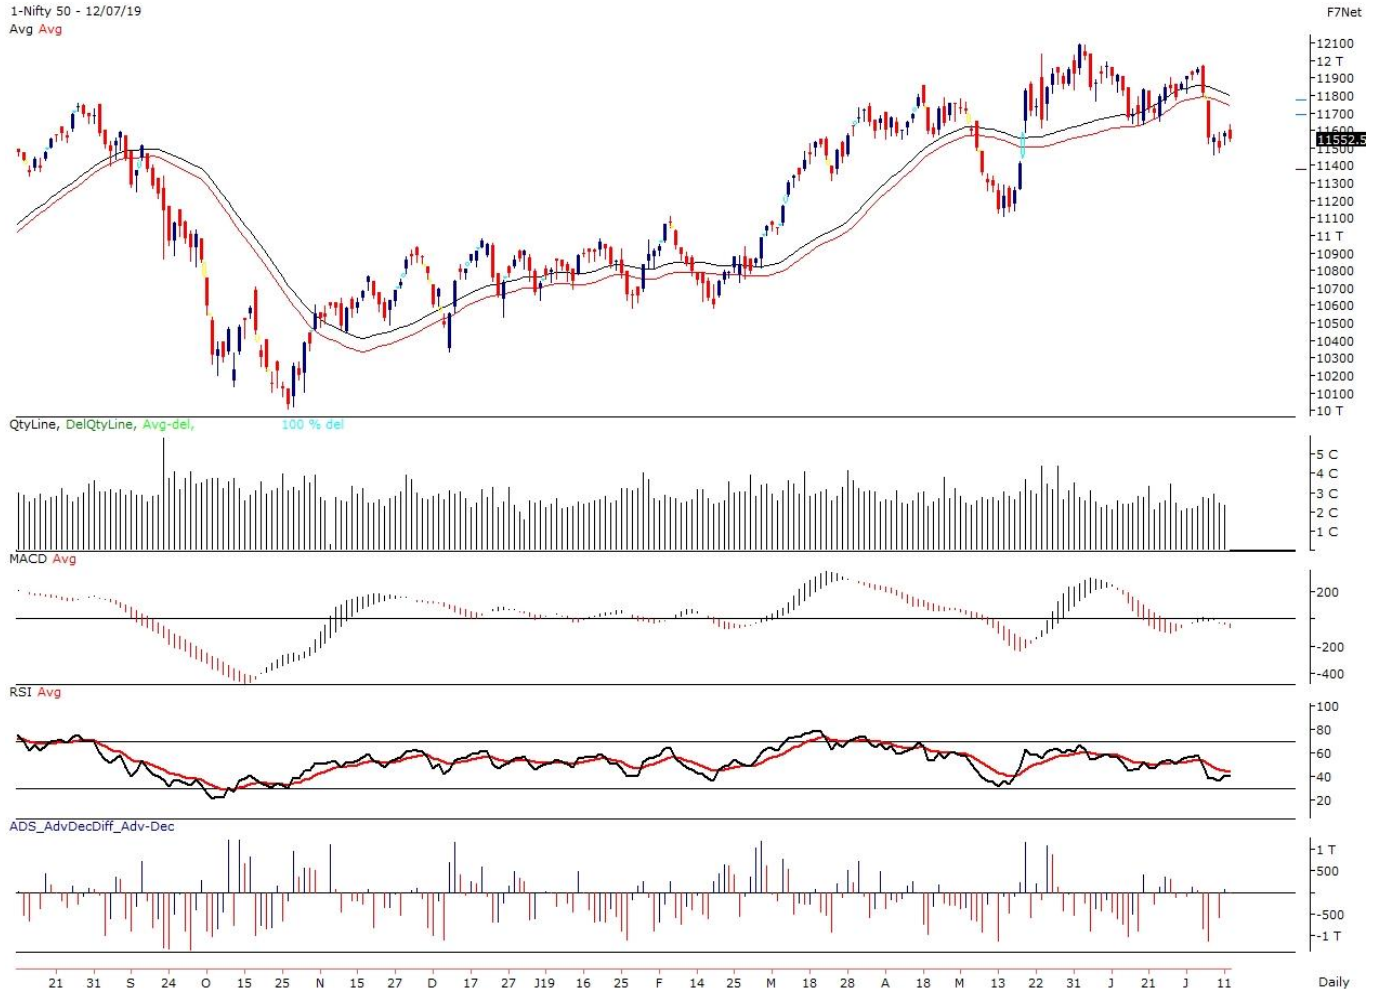 1-Nifty 50 - 12/07/19
F7Net
Avg Avg
12100
12 T
11900
11800
11700
11600
11552.5
11500
11400
11300
11200
11100
11 T
10900
10800
10700
10600
10500
10400
10300
10200
10100
10 T
QtyLine, DelQtyLine, Avg-del, 100 % del
5 C
4 C
3 C
2 C
1 C
MACD Avg
200
-200
-400
RSI Avg
100
80
60
40
20
ADS_AdvDecDiff_Adv-Dec
1 T
500
-500
-1 T
21 31 S 24 O 15 25 N 15 27 D 17 27 J19 16 25 F 14 25 M 18 28 A 18 M 13 22 31 J 21 J 11 Daily